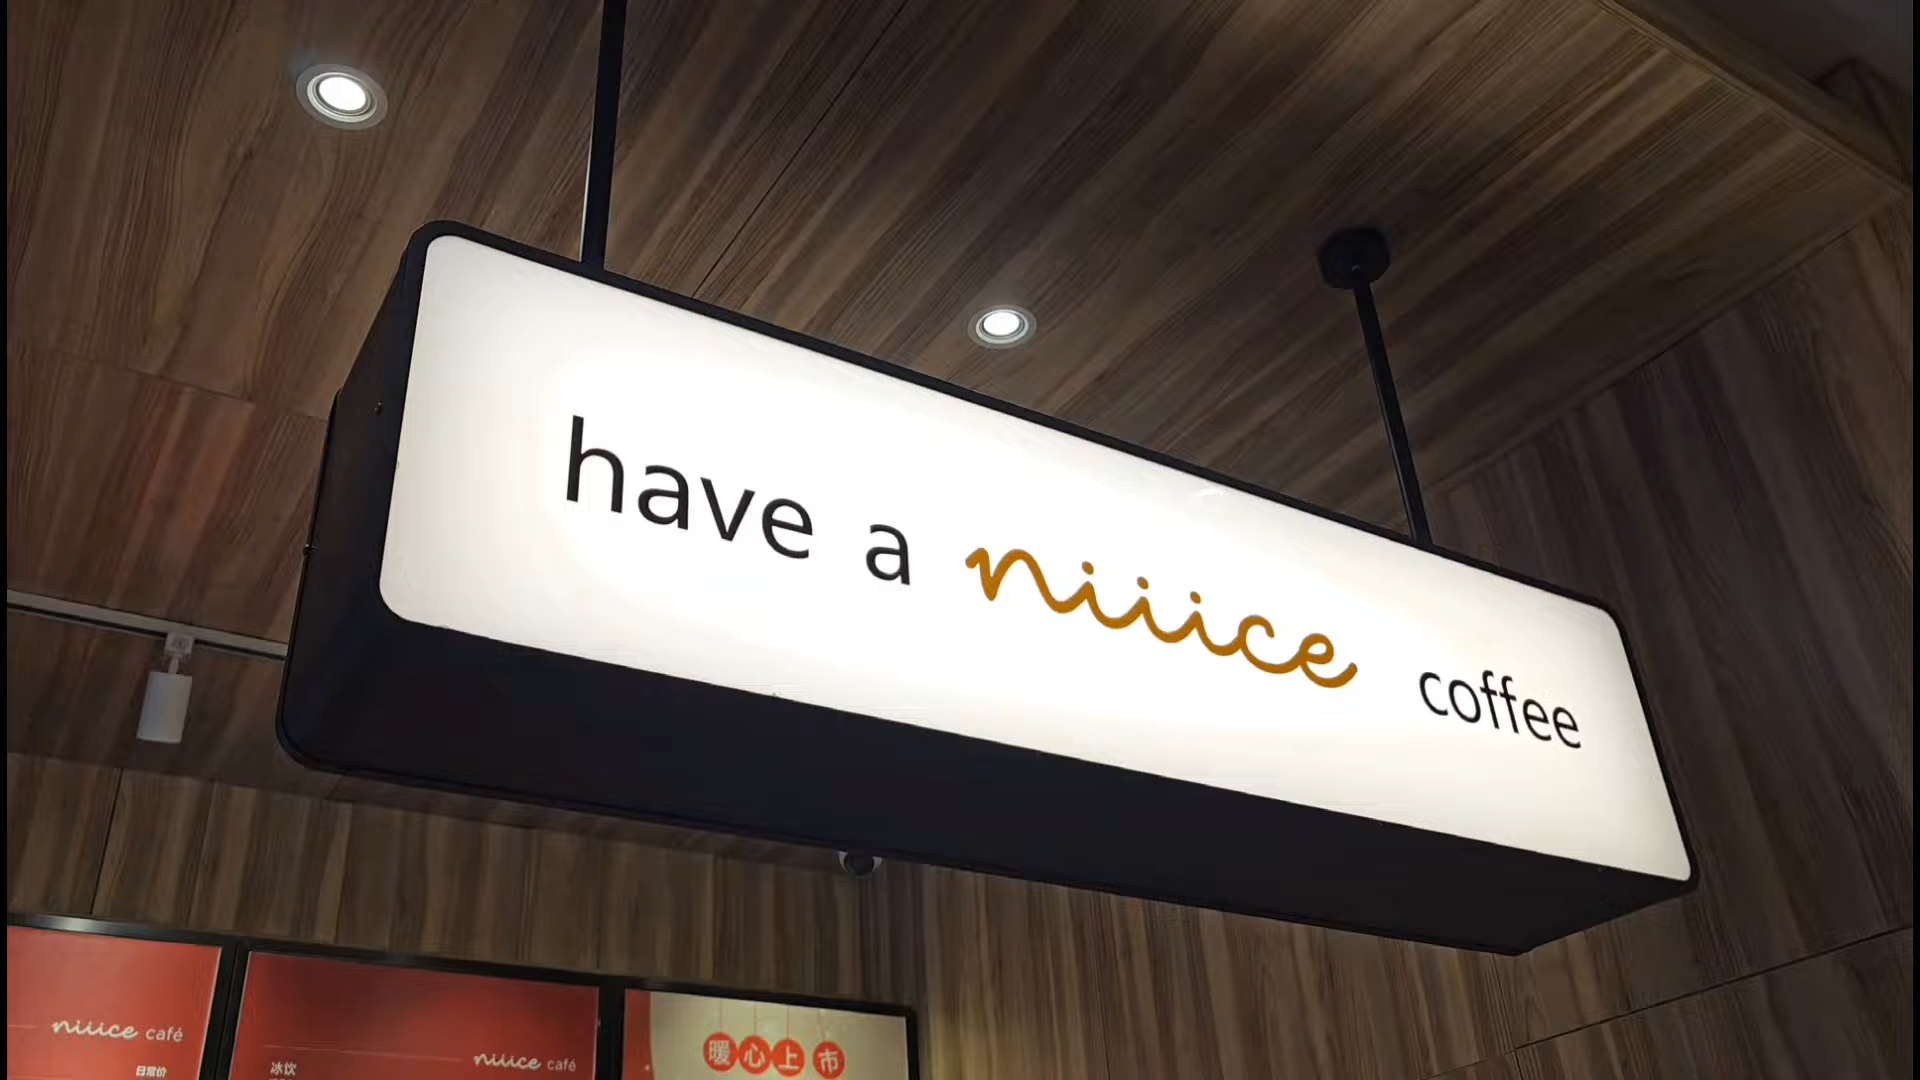 have a niiice coffee
niiice café
日常价
niiice café
冰饮
暖心上市